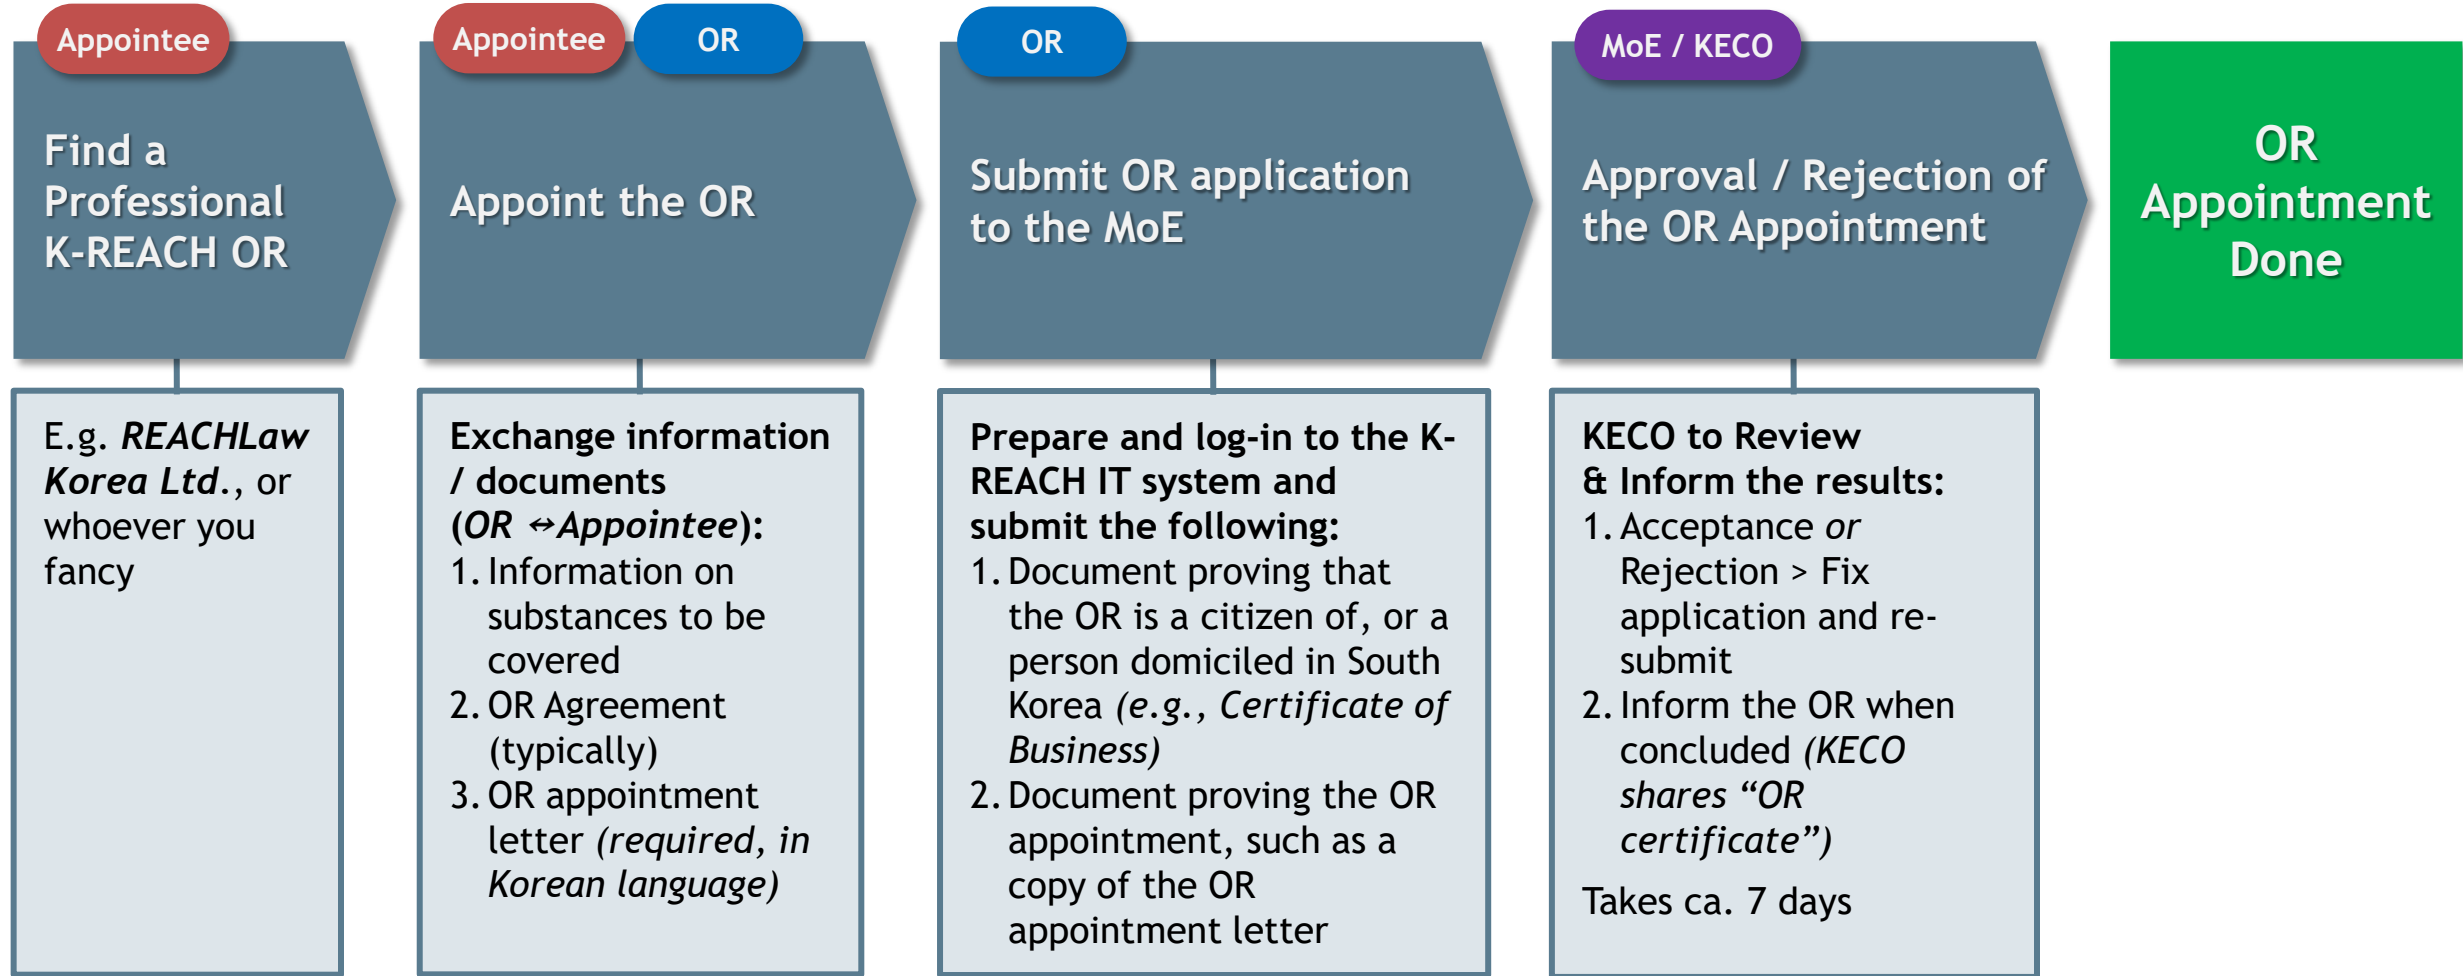 Appointee
Find a
Professional
K-REACH OR
E.g. REACHLaw
Korea Ltd., or
whoever you
fancy
Appointee
OR
Appoint the OR
Exchange information
/ documents
(OR ↔Appointee):
1. Information on
substances to be
covered
2. OR Agreement
(typically)
3. OR appointment
letter (required, in
Korean language)
OR
Submit OR application
to the MoE
Prepare and log-in to the K-
REACH IT system and
submit the following:
1. Document proving that
the OR is a citizen of, or a
person domiciled in South
Korea (e.g., Certificate of
Business)
2. Document proving the OR
appointment, such as a
copy of the OR
appointment letter
MoE / KECO
Approval / Rejection of
the OR Appointment
KECO to Review
& Inform the results:
1. Acceptance or
Rejection > Fix
application and re-
submit
2. Inform the OR when
concluded (KECO
shares “OR
certificate”)
Takes ca. 7 days
OR
Appointment
Done